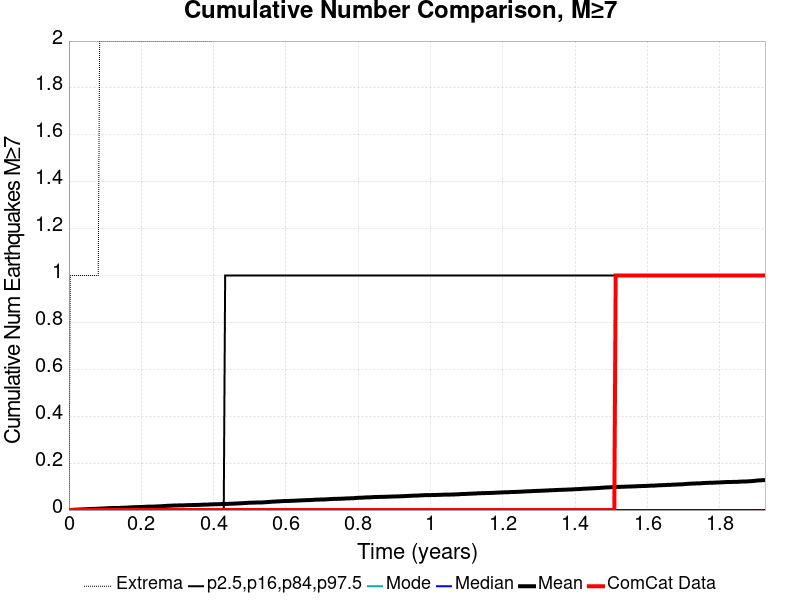 Cumulative Number Comparison, M≥7
Cumulative Num Earthquakes M≥7
2
1.8
1.6
1.4
1.2
1
0.8
0.6
0.4
0.2
0
0 0.2 0.4 0.6 0.8 1 1.2 1.4 1.6 1.8
Time (years)
Extrema p2.5,p16,p84,p97.5 Mode Median Mean ComCat Data